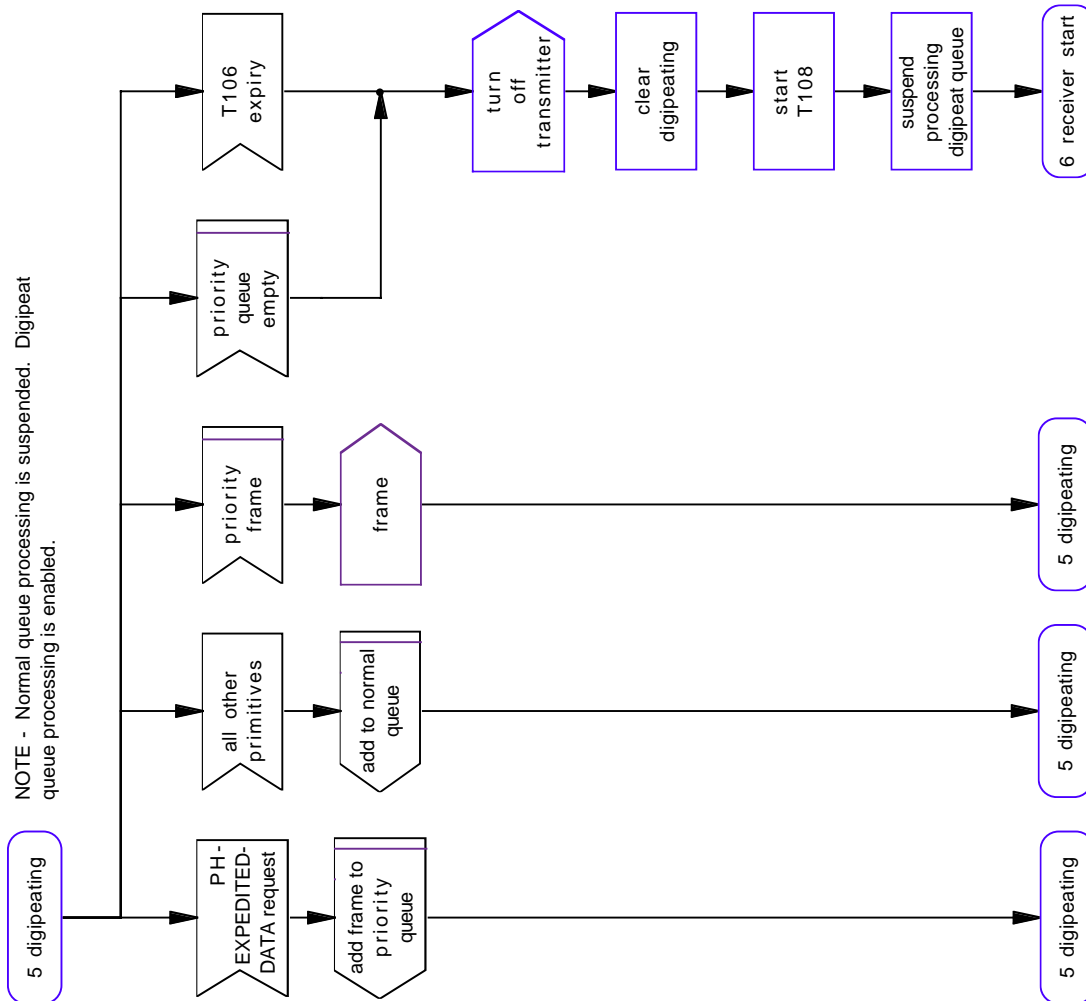 5 digipeating
NOTE - Normal queue processing is suspended. Digipeat
queue processing is enabled.
PH-
EXPEDITED-
DATA request
add frame to
priority
queue
5 digipeating
all other
primitives
add to normal
queue
5 digipeating
priority
frame
frame
5 digipeating
priority
queue
empty
T106
expiry
turn
off
transmitter
clear
digipeating
start
T108
suspend
processing
digipeat queue
6 receiver start